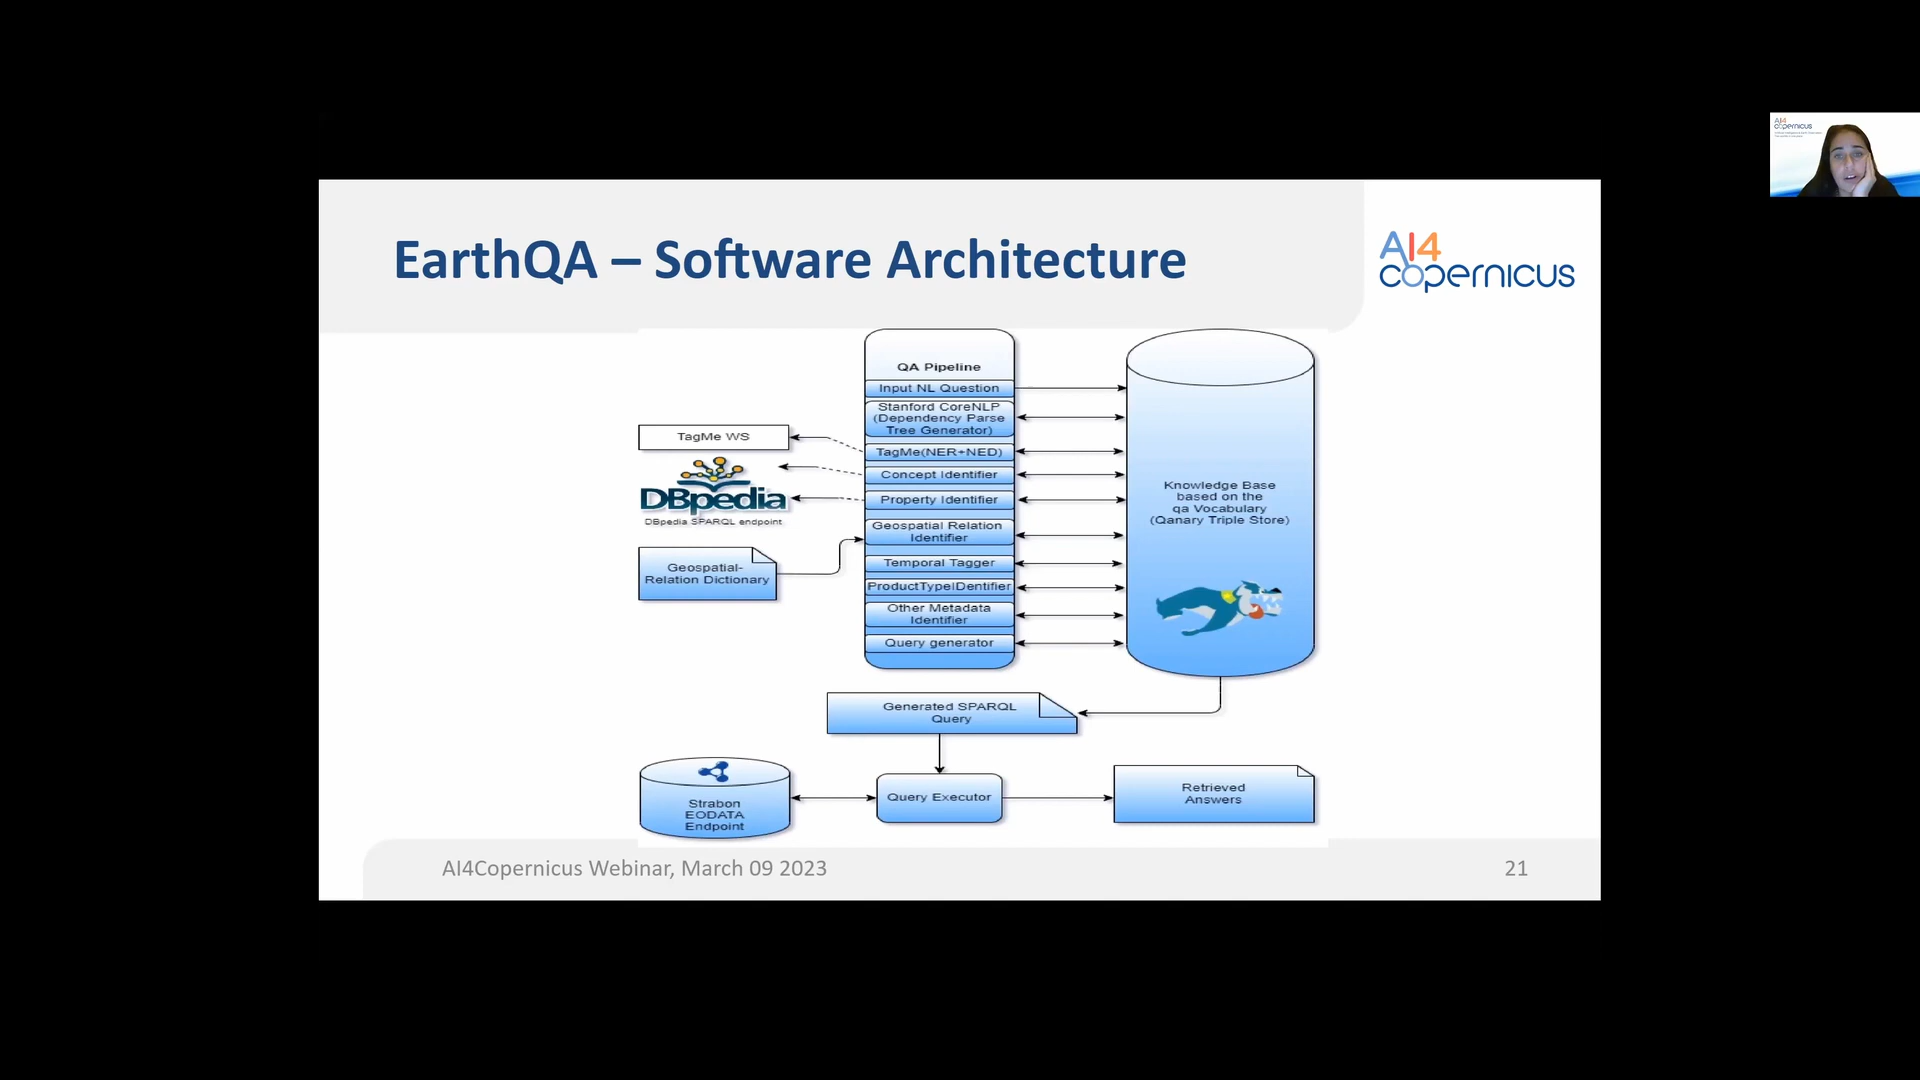 EarthQA – Software Architecture
AI4
copernicus
AI4
copernicus
QA Pipeline
Input NL Question
Stanford CoreNLP
(Dependency Parse
Tree Generator)
TagMe(NER+NED)
Concept Identifier
Property Identifier
Geospatial Relation
Identifier
Temporal Tagger
ProductTypeIDentifier
Other Metadata
Identifier
Query generator
TagMe WS
DBpedia
DBpedia SPARQL endpoint
Geospatial-
Relation Dictionary
Knowledge Base
based on the
qa Vocabulary
(Qanary Triple Store)
Generated SPARQL
Query
Strabon
EODATA
Endpoint
Query Executor
Retrieved
Answers
AI4Copernicus Webinar, March 09 2023
21